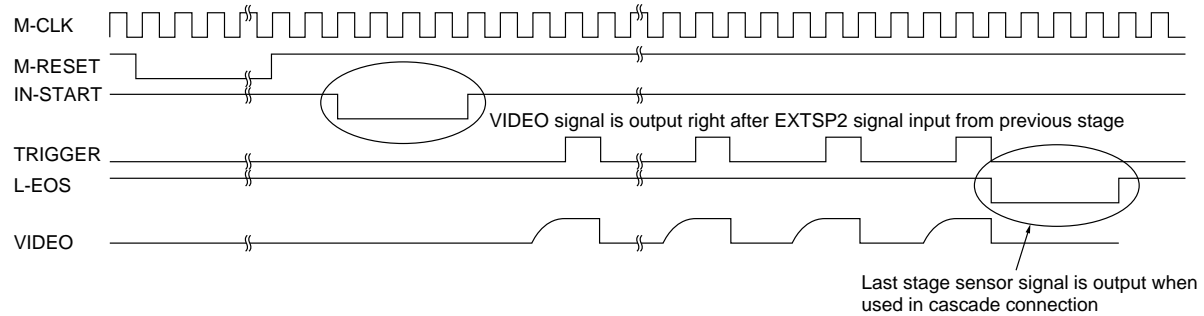 M-CLK
M-RESET
IN-START
VIDEO signal is output right after EXTSP2 signal input from previous stage
TRIGGER
L-EOS
VIDEO
Last stage sensor signal is output when
used in cascade connection